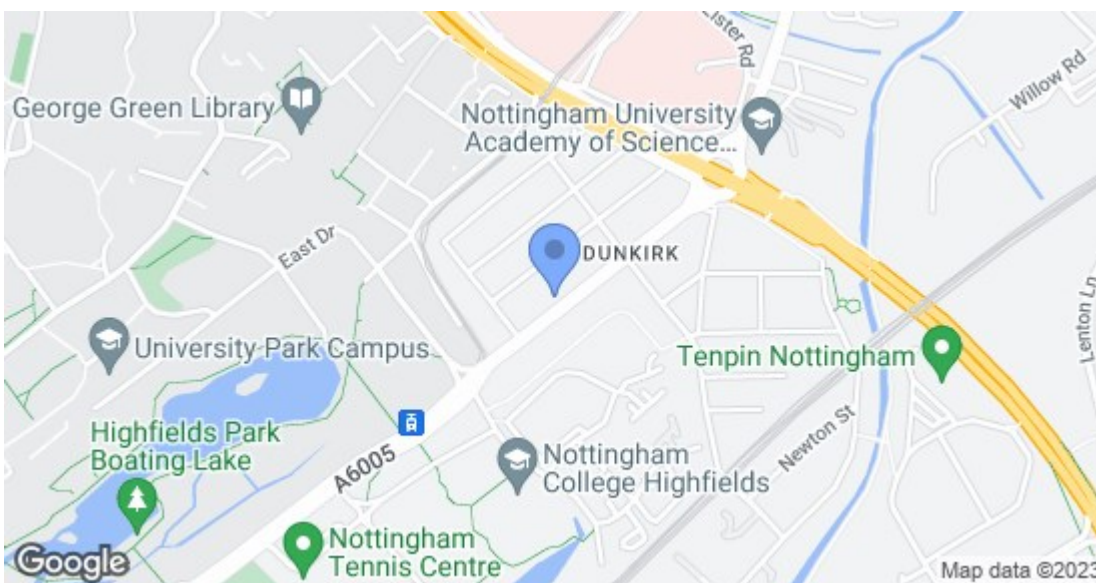 Lister Rd
George Green Library
Nottingham University
Academy of Science...
Willow Rd
East Dr
DUNKIRK
University Park Campus
Tenpin Nottingham
Lenton Ln
Highfields Park
Boating Lake
A6005
Nottingham
College Highfields
Newton St
Nottingham
Tennis Centre
Google
Map data ©2023